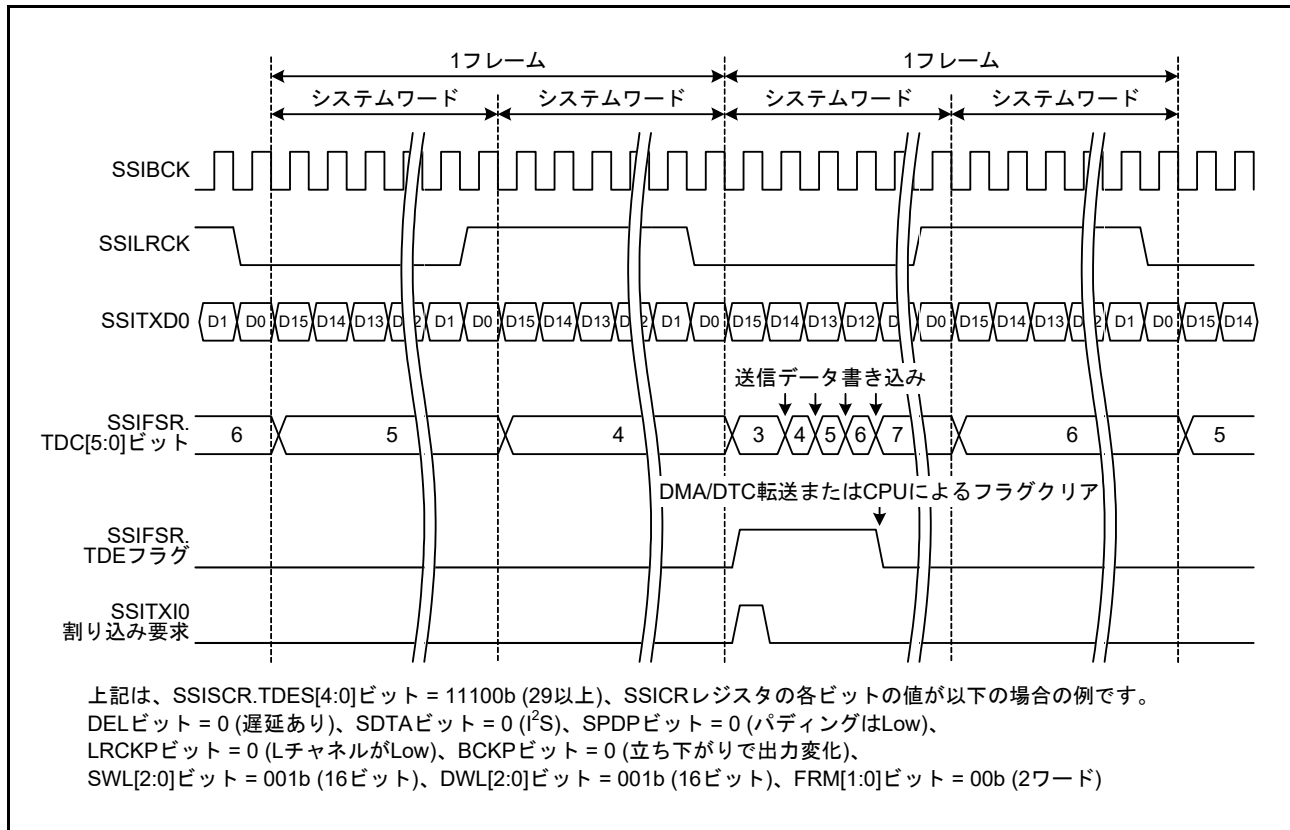 1フレーム 1フレーム
システムワード システムワード システムワード システムワード
SSIBCK
SSILRCK
SSITXD0 D1 D0 D15 D14 D13 D1 D0 D15 D14 D13 D1 D0 D15 D14 D13 D12 D0 D15 D14 D13 D1 D0 D15 D14
送信データ書き込み
SSIFSR.
TDC[5:0]ビット 6 5 4 3 4 5 6 7 6 5
DMA/DTC転送またはCPUによるフラグクリア
SSIFSR.
TDEフラグ
SSITXI0
割り込み要求
上記は、SSISCR.TDES[4:0]ビット = 11100b (29以上)、SSICRレジスタの各ビットの値が以下の場合の例です。
DELビット = 0 (遅延あり)、SDTAビット = 0 (I²S)、SPDPビット = 0 (パディングはLow)、
LRCKPビット = 0 (LチャネルがLow)、BCKPビット = 0 (立ち下がりで出力変化)、
SWL[2:0]ビット = 001b (16ビット)、DWL[2:0]ビット = 001b (16ビット)、FRM[1:0]ビット = 00b (2ワード)